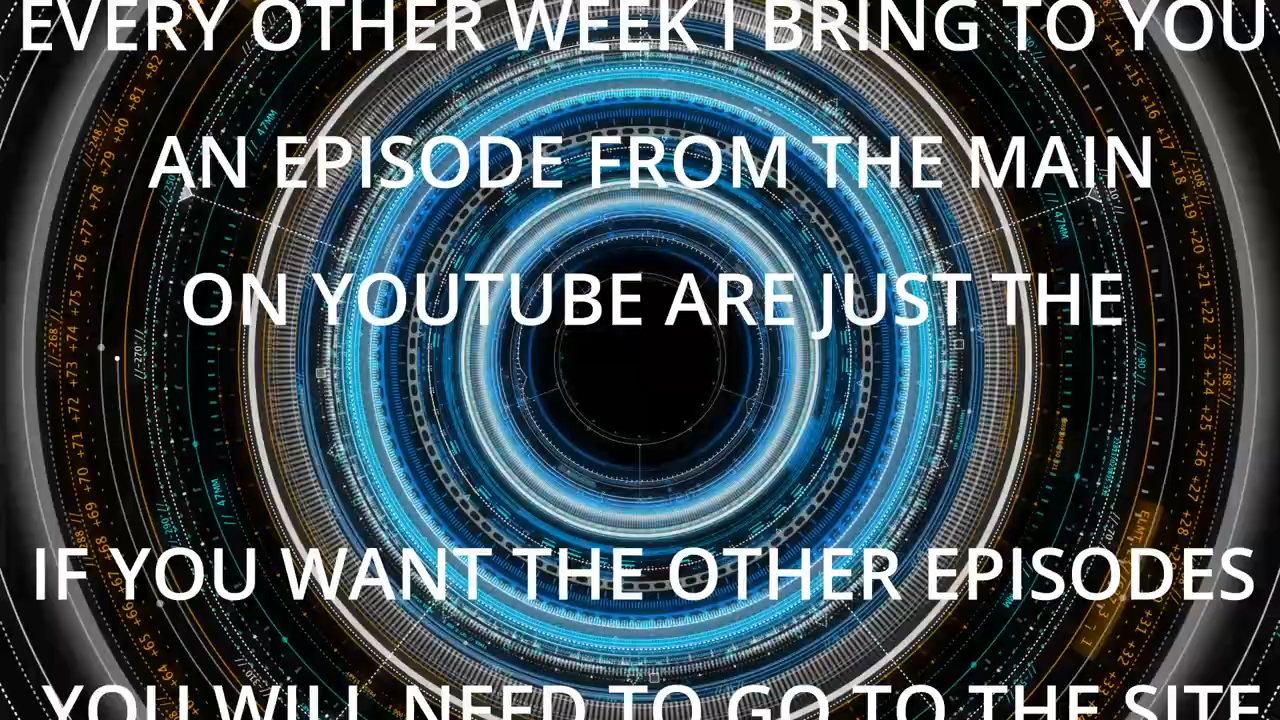 EVERY OTHER WEEK I BRING TO YOU
AN EPISODE FROM THE MAIN
ON YOUTUBE ARE JUST THE
IF YOU WANT THE OTHER EPISODES
YOU WILL NEED TO GO TO THE SITE